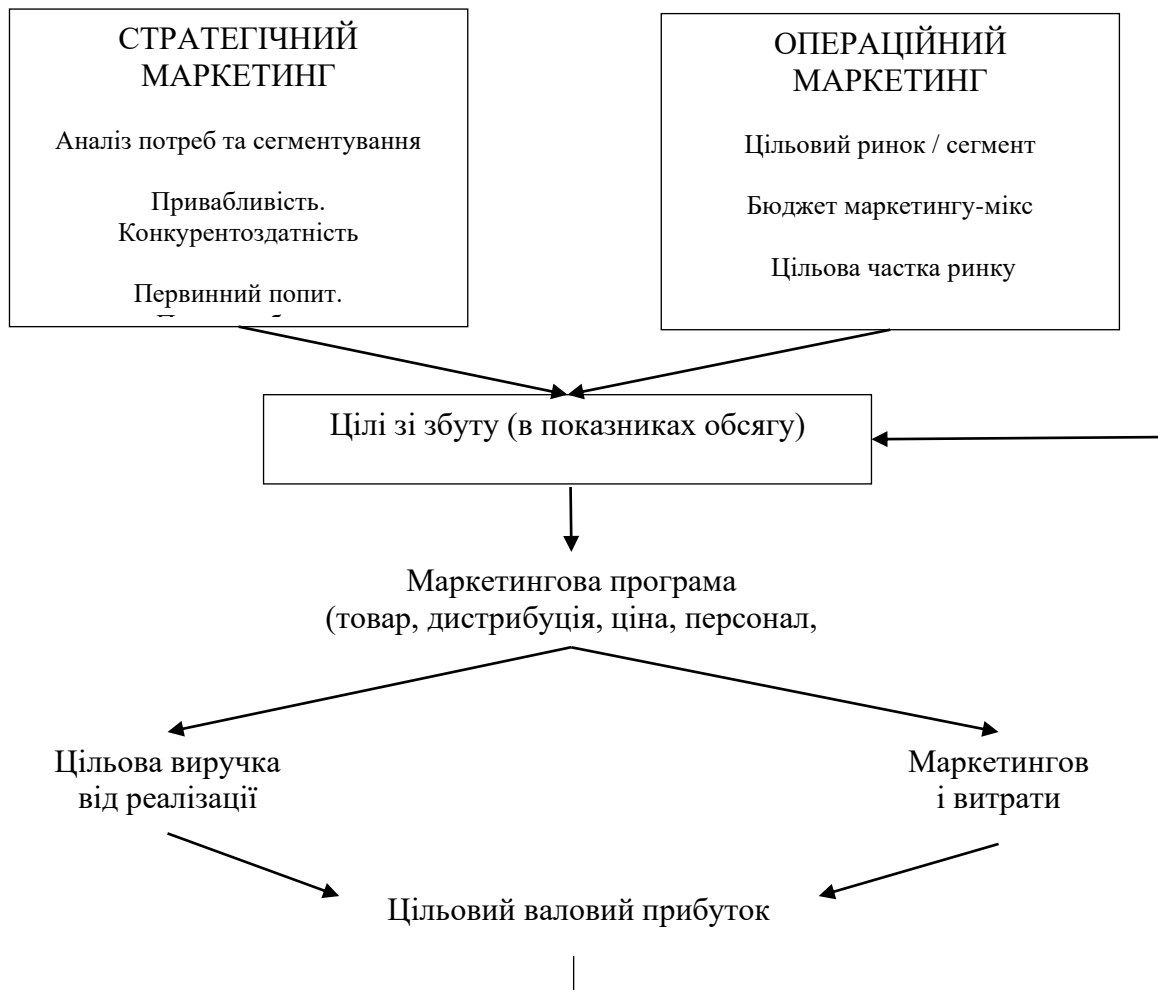 СТРАТЕГІЧНИЙ
МАРКЕТИНГ
Аналіз потреб та сегментування
Привабливість.
Конкурентоздатність
Первинний попит.
ОПЕРАЦІЙНИЙ
МАРКЕТИНГ
Цільовий ринок / сегмент
Бюджет маркетингу-мікс
Цільова частка ринку
Цілі зі збуту (в показниках обсягу)
Маркетингова програма
(товар, дистрибуція, ціна, персонал,
Цільова виручка
від реалізації
Маркетингов
і витрати
Цільовий валовий прибуток